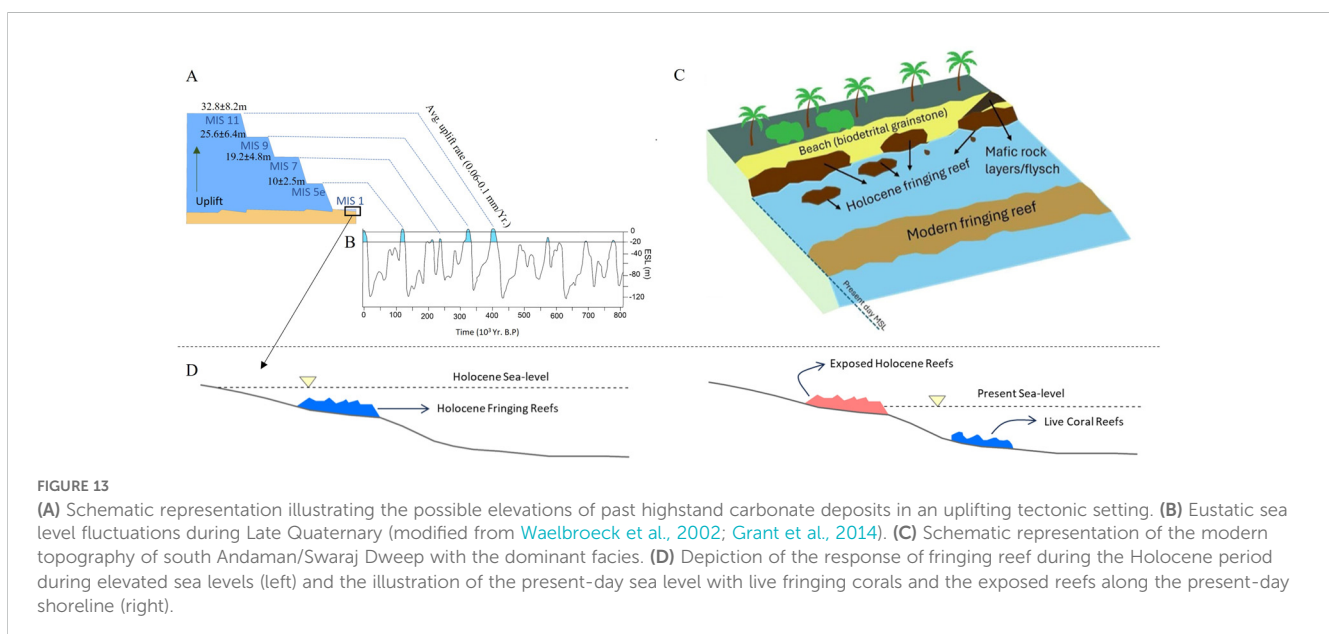 A
32.8±8.2m
MIS 11
25.6±6.4m
MIS 9
19.2±4.8m
MIS 7
10±2.5m
MIS 5e
MIS 1
Uplift
Avg. uplift rate (0.06-0.1 mm/Yr.)
B
0
-20
-40
-80
-120
ESL (m)
0 100 200 300 400 500 600 700 800
Time (10³ Yr. B.P)
C
Beach (biodetrital grainstone)
Holocene fringing reef
Mafic rock
layers/flysch
Modern fringing reef
Present day MSL
D
Holocene Sea-level
Holocene Fringing Reefs
Exposed Holocene Reefs
Present Sea-level
Live Coral Reefs
FIGURE 13
(A) Schematic representation illustrating the possible elevations of past highstand carbonate deposits in an uplifting tectonic setting. (B) Eustatic sea
level fluctuations during Late Quaternary (modified from Waelbroeck et al., 2002; Grant et al., 2014). (C) Schematic representation of the modern
topography of south Andaman/Swaraj Dweep with the dominant facies. (D) Depiction of the response of fringing reef during the Holocene period
during elevated sea levels (left) and the illustration of the present-day sea level with live fringing corals and the exposed reefs along the present-day
shoreline (right).